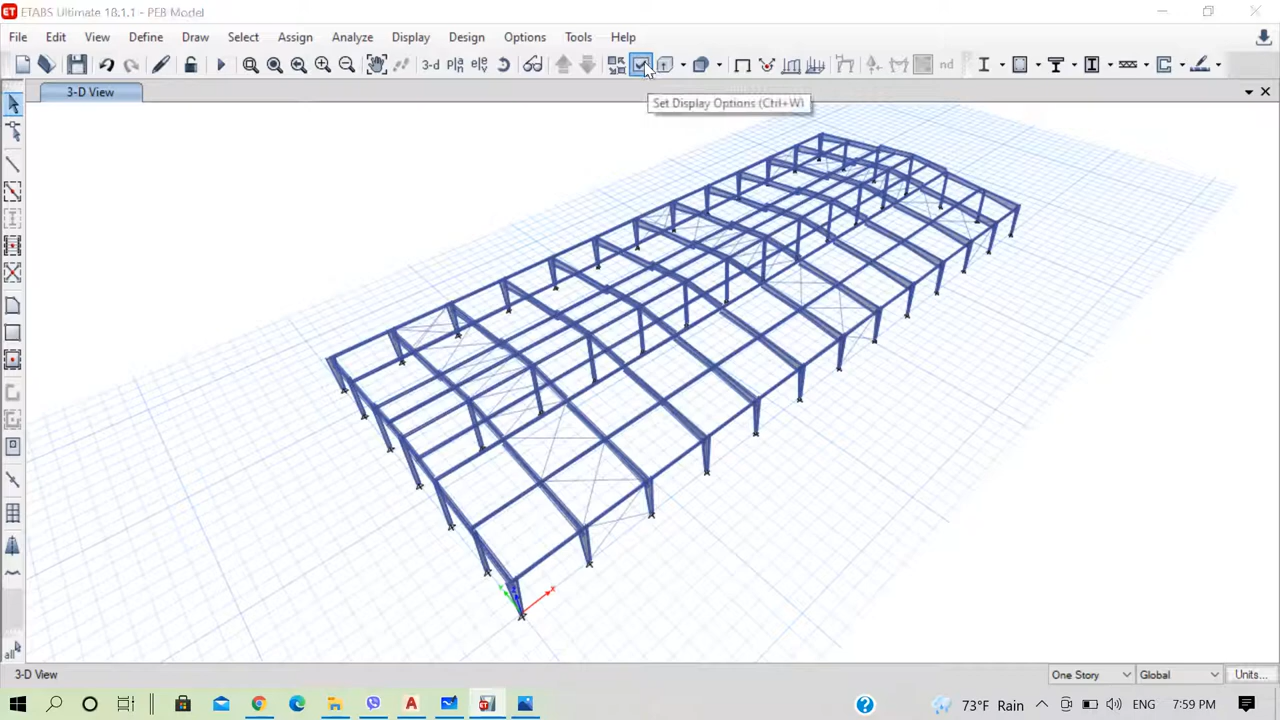 ETABS Ultimate 18.1.1 - PEB Model
File Edit View Define Draw Select Assign Analyze Display Design Options Tools Help
3-d nd
3-D View
Set Display Options (Ctrl+W)
X
all
3-D View One Story Global Units...
73°F Rain ENG 7:59 PM